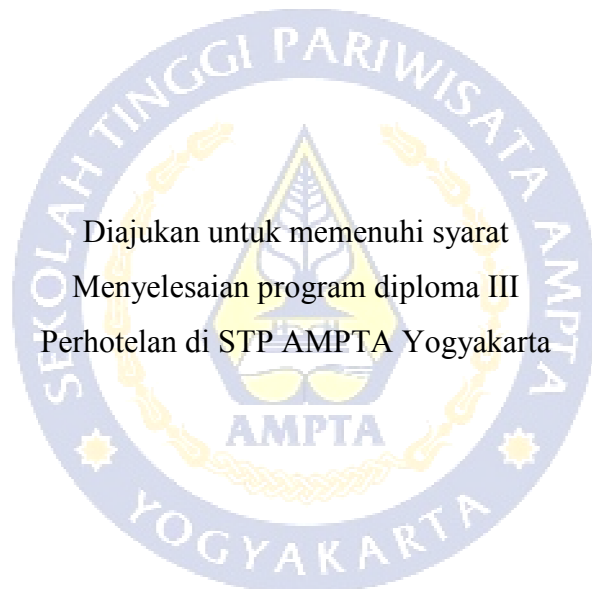 SEKOLAH TINGGI PARIWISATA AMPTA
Diajukan untuk memenuhi syarat
Menyelesaian program diploma III
Perhotelan di STP AMPTA Yogyakarta
AMPTA
YOGYAKARTA